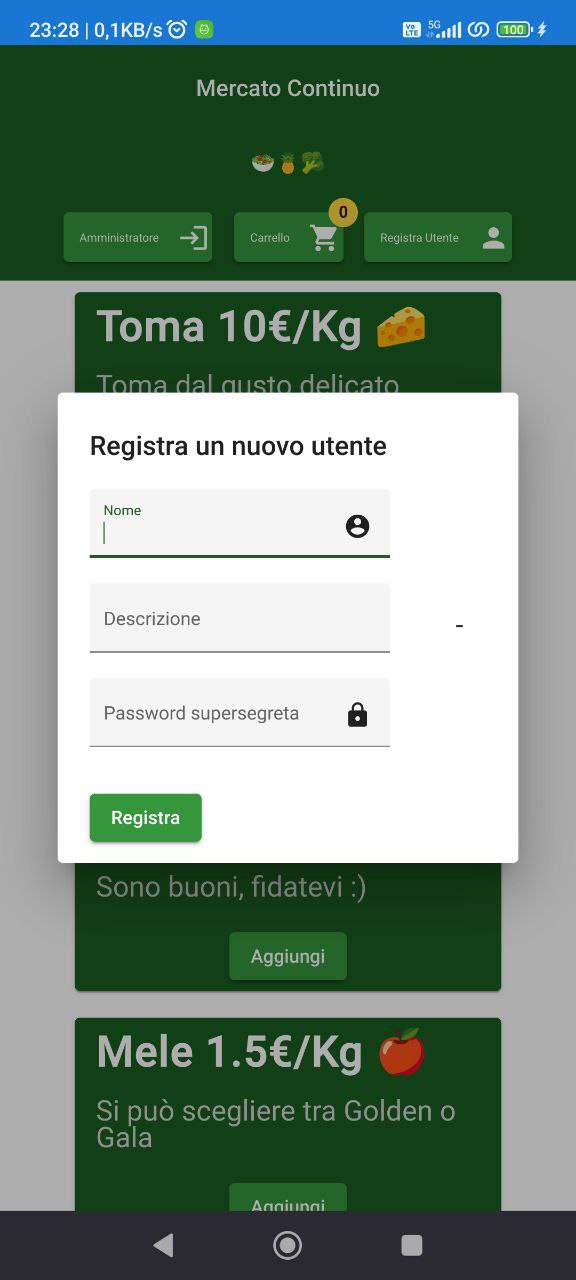 23:28 | 0,1KB/s
Vo LTE 5G 100
Mercato Continuo
0
Amministratore Carrello Registra Utente
Toma 10€/Kg
Toma dal gusto delicato
Registra un nuovo utente
Nome
Descrizione
-
Password supersegreta
Registra
Sono buoni, fidatevi :)
Aggiungi
Mele 1.5€/Kg
Si può scegliere tra Golden o
Gala
Aggiungi